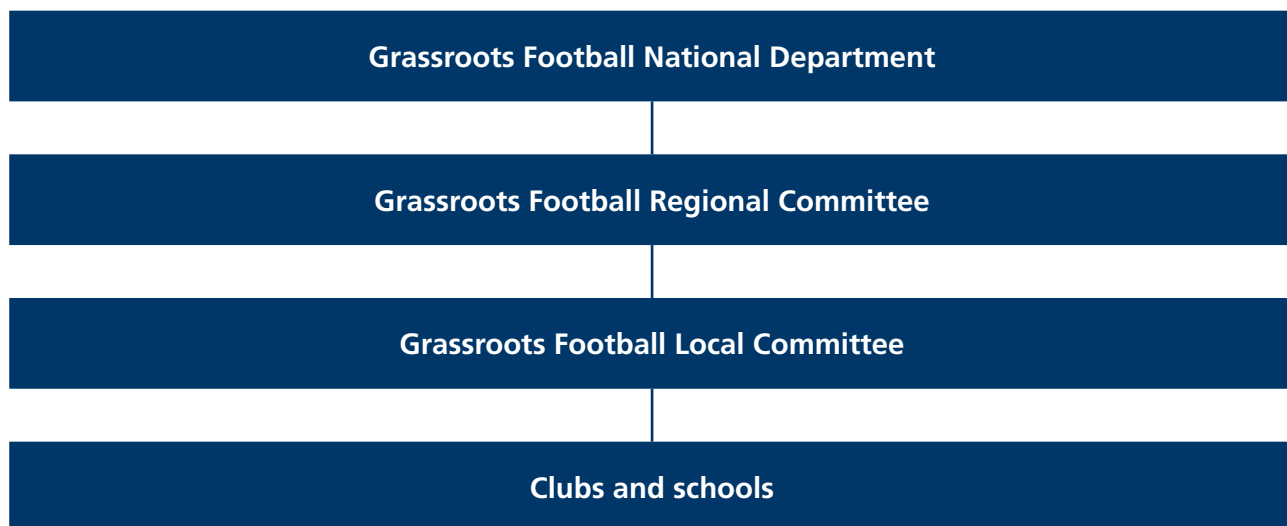 Grassroots Football National Department
Grassroots Football Regional Committee
Grassroots Football Local Committee
Clubs and schools